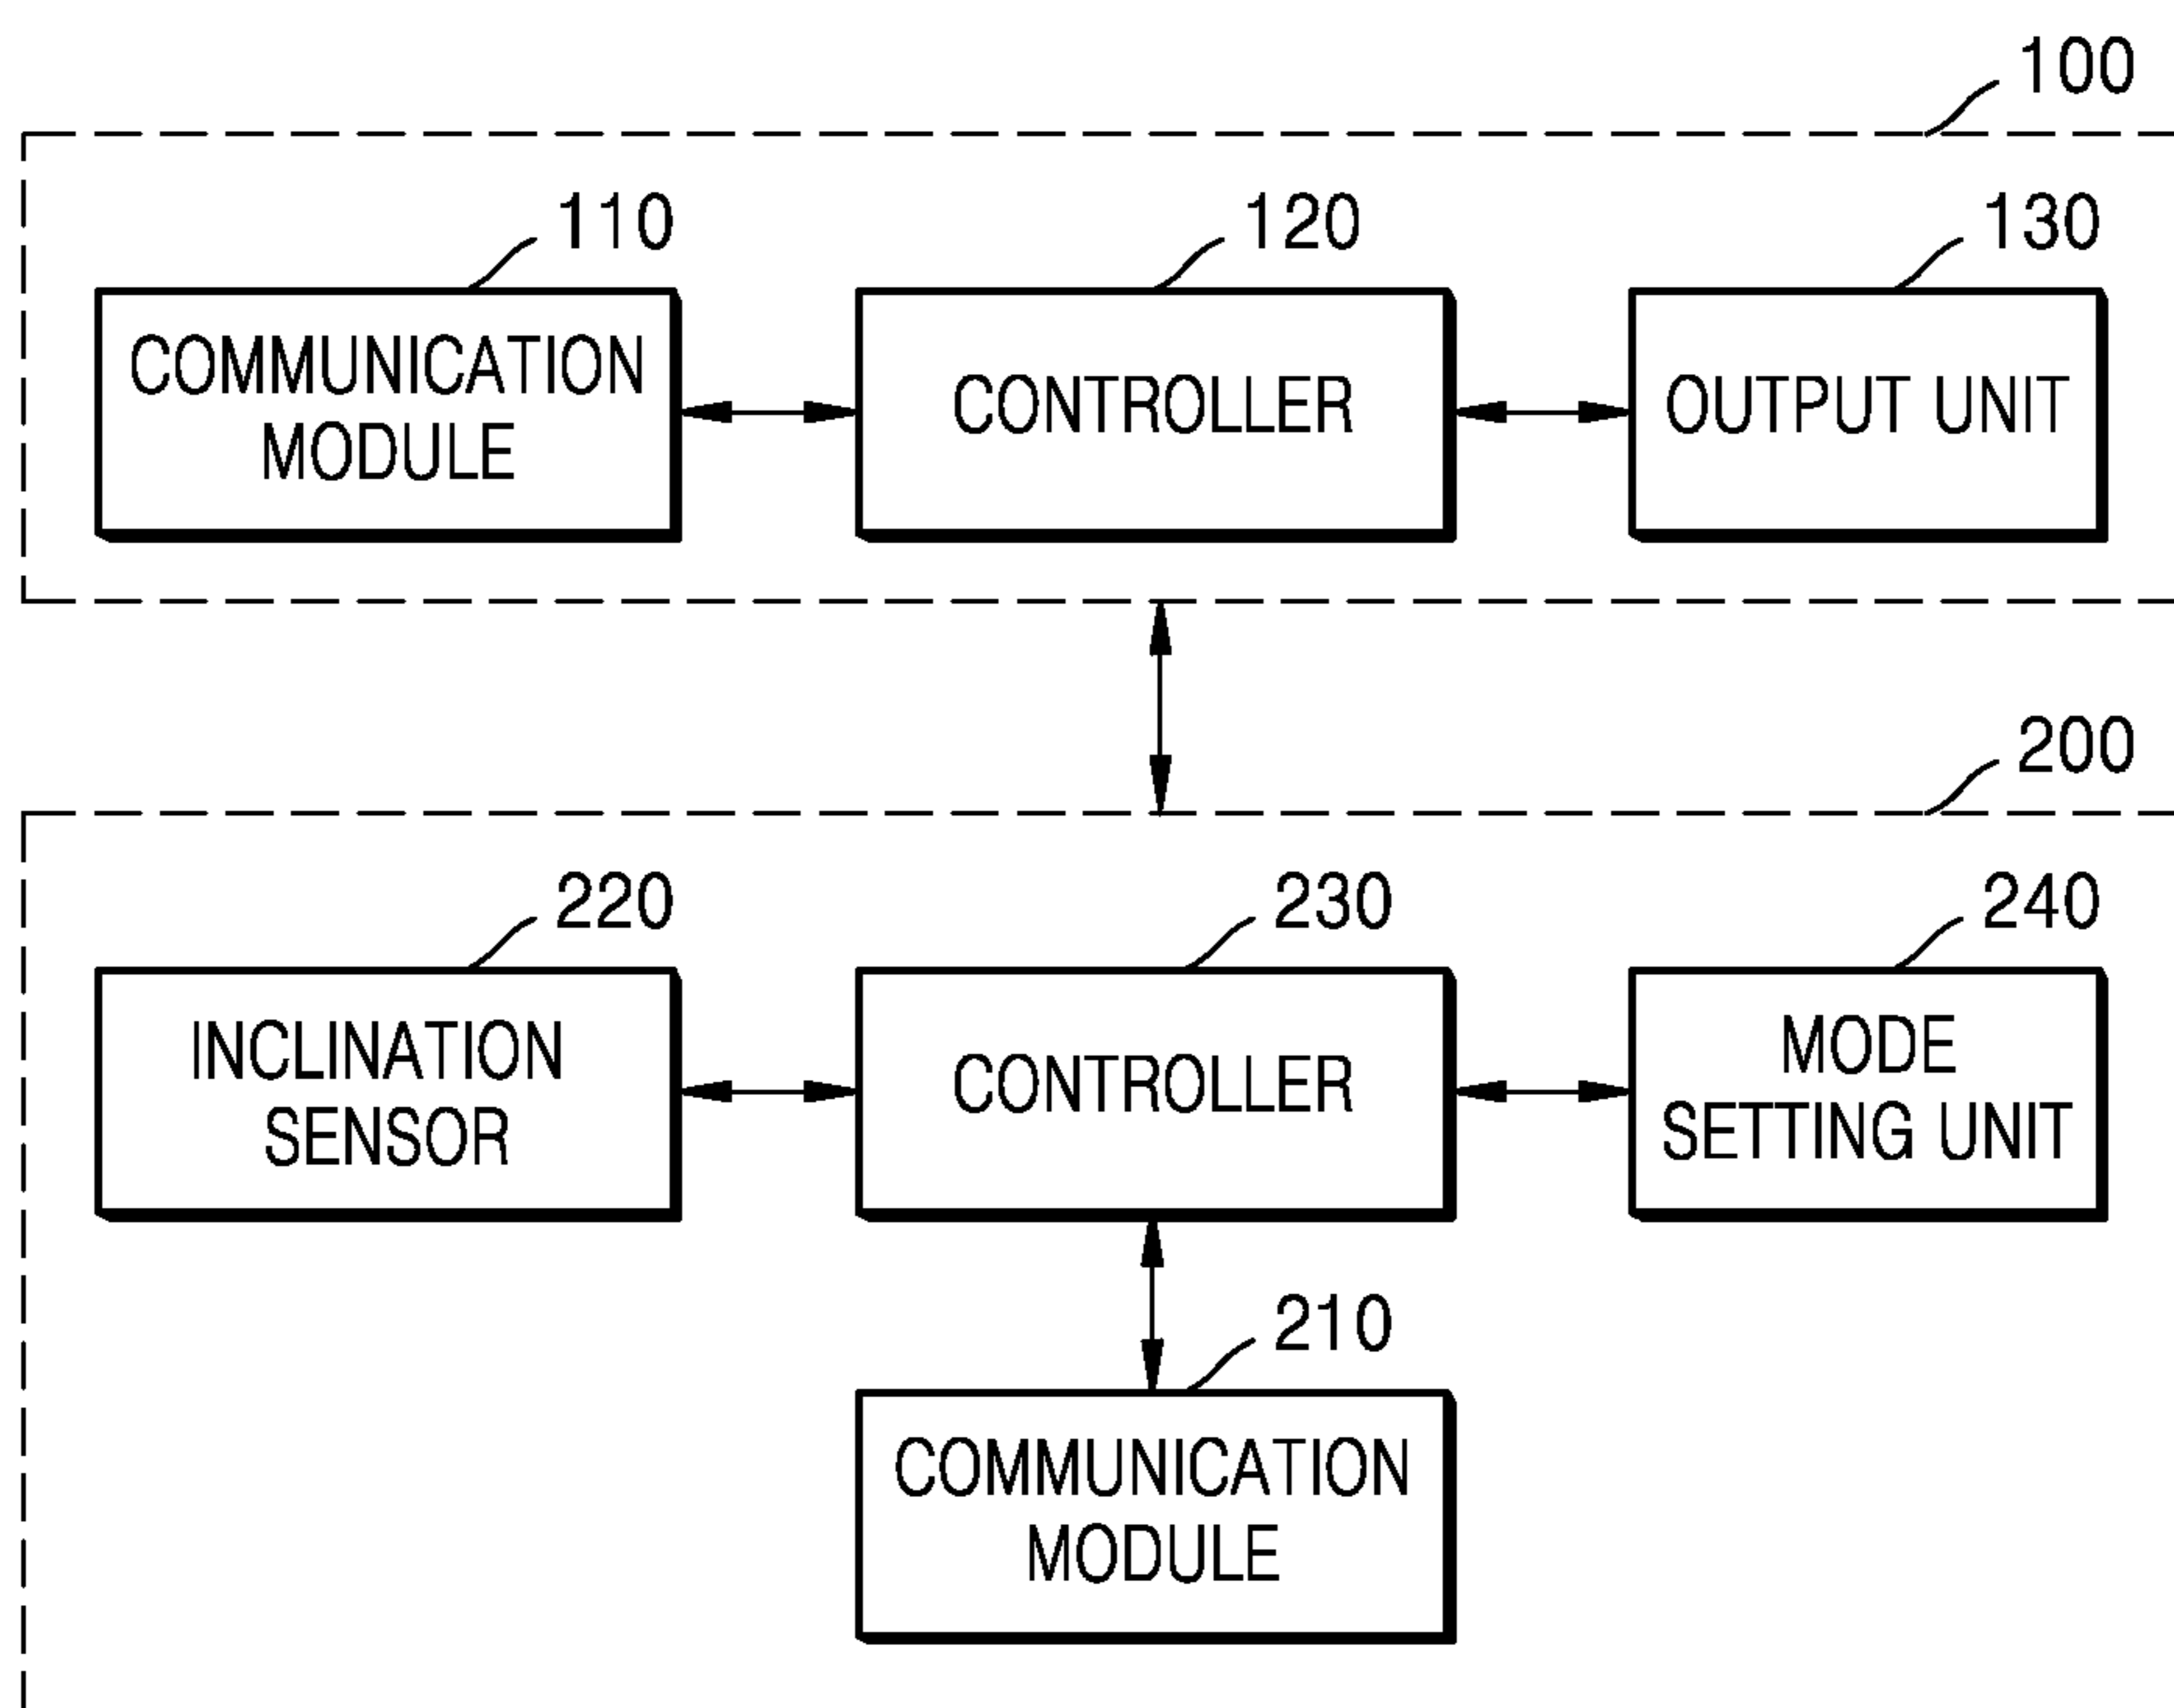 100
110
120
130
COMMUNICATION
MODULE
CONTROLLER
OUTPUT UNIT
200
220
230
240
INCLINATION
SENSOR
CONTROLLER
MODE
SETTING UNIT
210
COMMUNICATION
MODULE